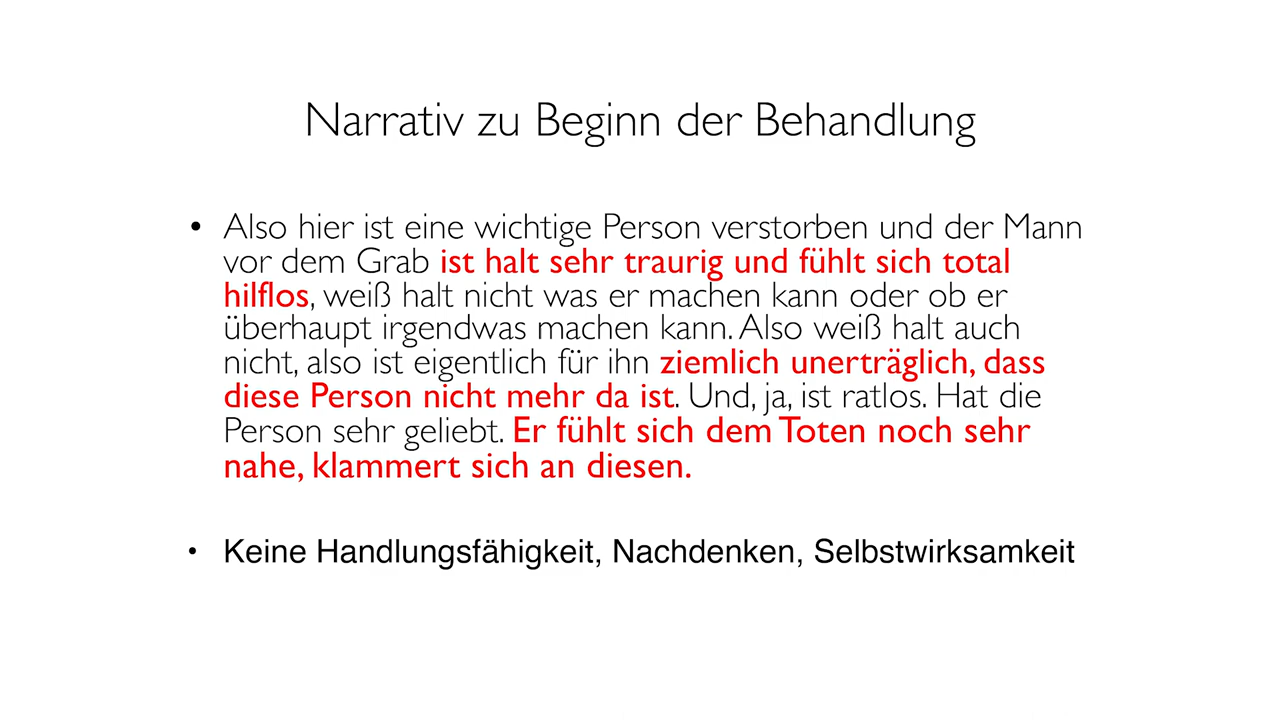 Narrativ zu Beginn der Behandlung
• Also hier ist eine wichtige Person verstorben und der Mann
vor dem Grab ist halt sehr traurig und fühlt sich total
hilflos, weiß halt nicht was er machen kann oder ob er
überhaupt irgendwas machen kann. Also weiß halt auch
nicht, also ist eigentlich für ihn ziemlich unerträglich, dass
diese Person nicht mehr da ist. Und, ja, ist ratlos. Hat die
Person sehr geliebt. Er fühlt sich dem Toten noch sehr
nahe, klammert sich an diesen.
• Keine Handlungsfähigkeit, Nachdenken, Selbstwirksamkeit